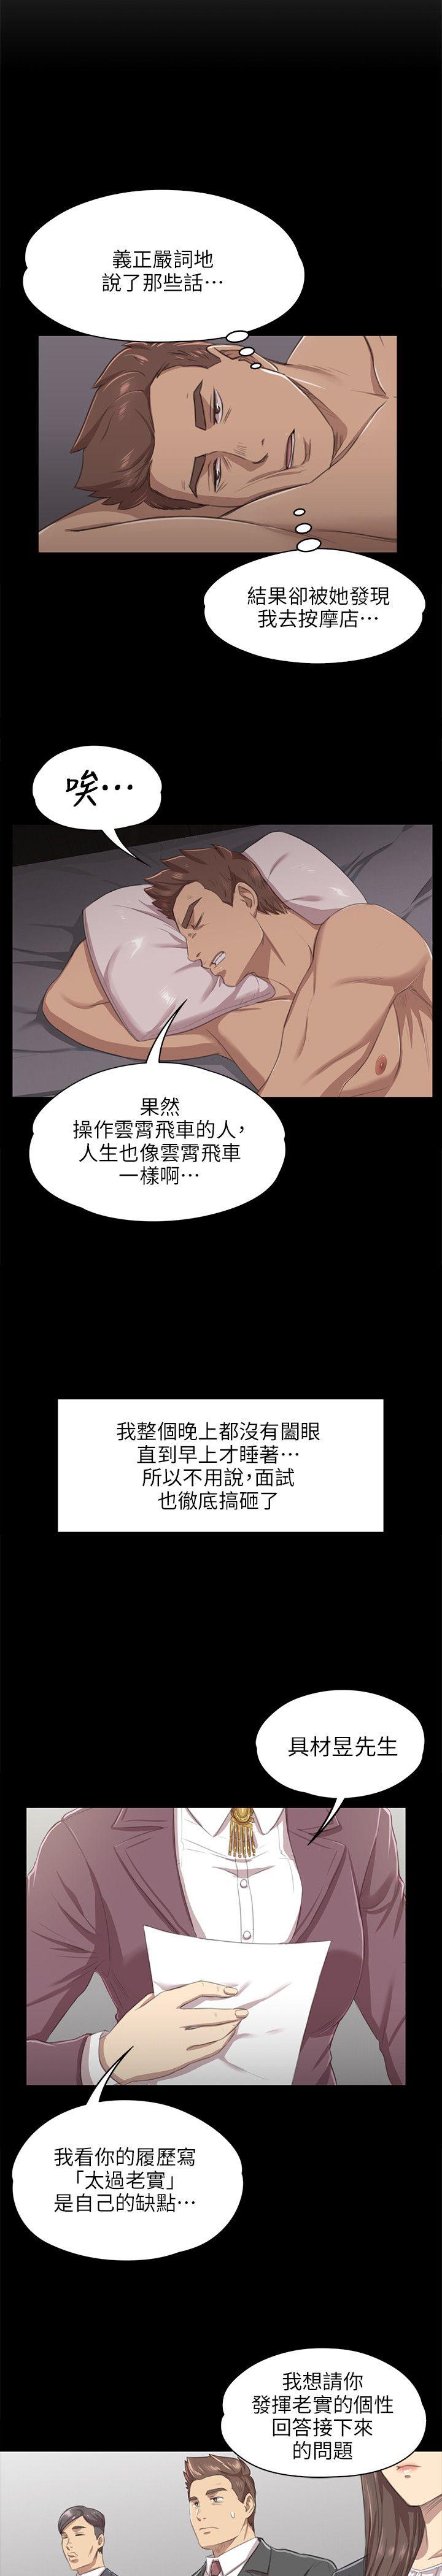 義正嚴詞地
說了那些話…
結果卻被她發現
我去按摩店…
唉…
果然
操作雲霄飛車的人，
人生也像雲霄飛車
一樣啊…
我整個晚上都沒有闔眼
直到早上才睡著…
所以不用說，面試
也徹底搞砸了
具材昱先生
我看你的履歷寫
「太過老實」
是自己的缺點…
我想請你
發揮老實的個性
回答接下來
的問題